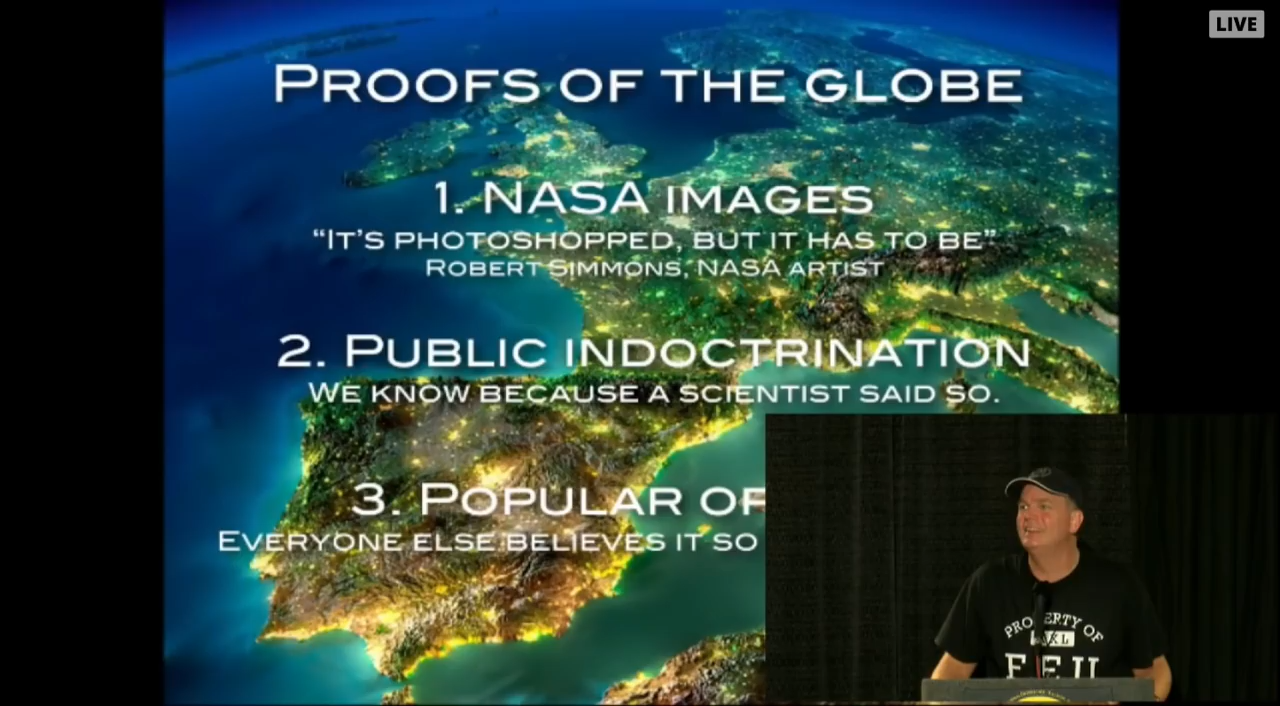 LIVE
PROOFS OF THE GLOBE
1. NASA IMAGES
“IT’S PHOTOSHOPPED, BUT IT HAS TO BE”
ROBERT SIMMONS, NASA ARTIST
2. PUBLIC INDOCTRINATION
WE KNOW BECAUSE A SCIENTIST SAID SO.
3. POPULAR
EVERYONE ELSE BELIEVES IT SO
PROPERTY OF